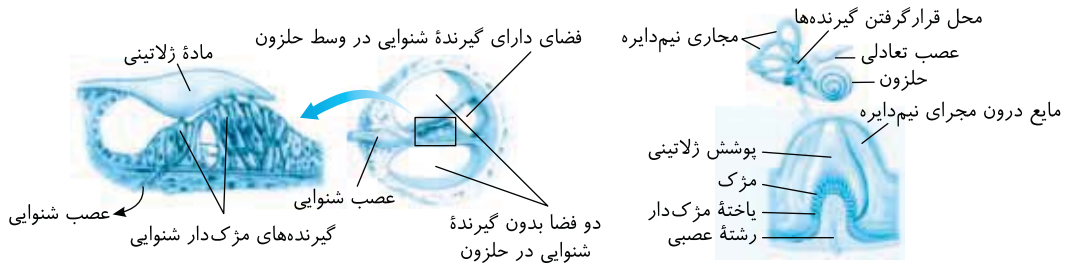 محل قرارگرفتن گیرنده‌ها
مجاری نیم‌دایره
عصب تعادلی
حلزون
مایع درون مجرای نیم‌دایره
پوشش ژلاتینی
مژک
یاختهٔ مژک‌دار
رشتهٔ عصبی
فضای دارای گیرندهٔ شنوایی در وسط حلزون
عصب شنوایی
دو فضا بدون گیرندهٔ
شنوایی در حلزون
مادهٔ ژلاتینی
عصب شنوایی
گیرنده‌های مژک‌دار شنوایی